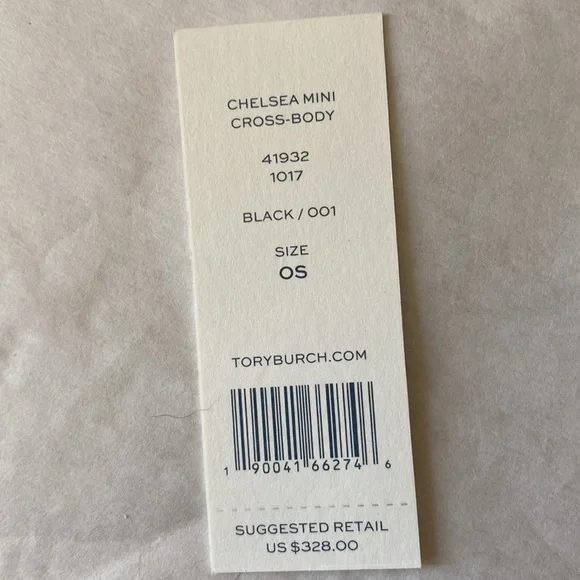 CHELSEA MINI
CROSS-BODY
41932
1017
BLACK / 001
SIZE
OS
TORYBURCH.COM
1 90041 66274 6
SUGGESTED RETAIL
US $328.00